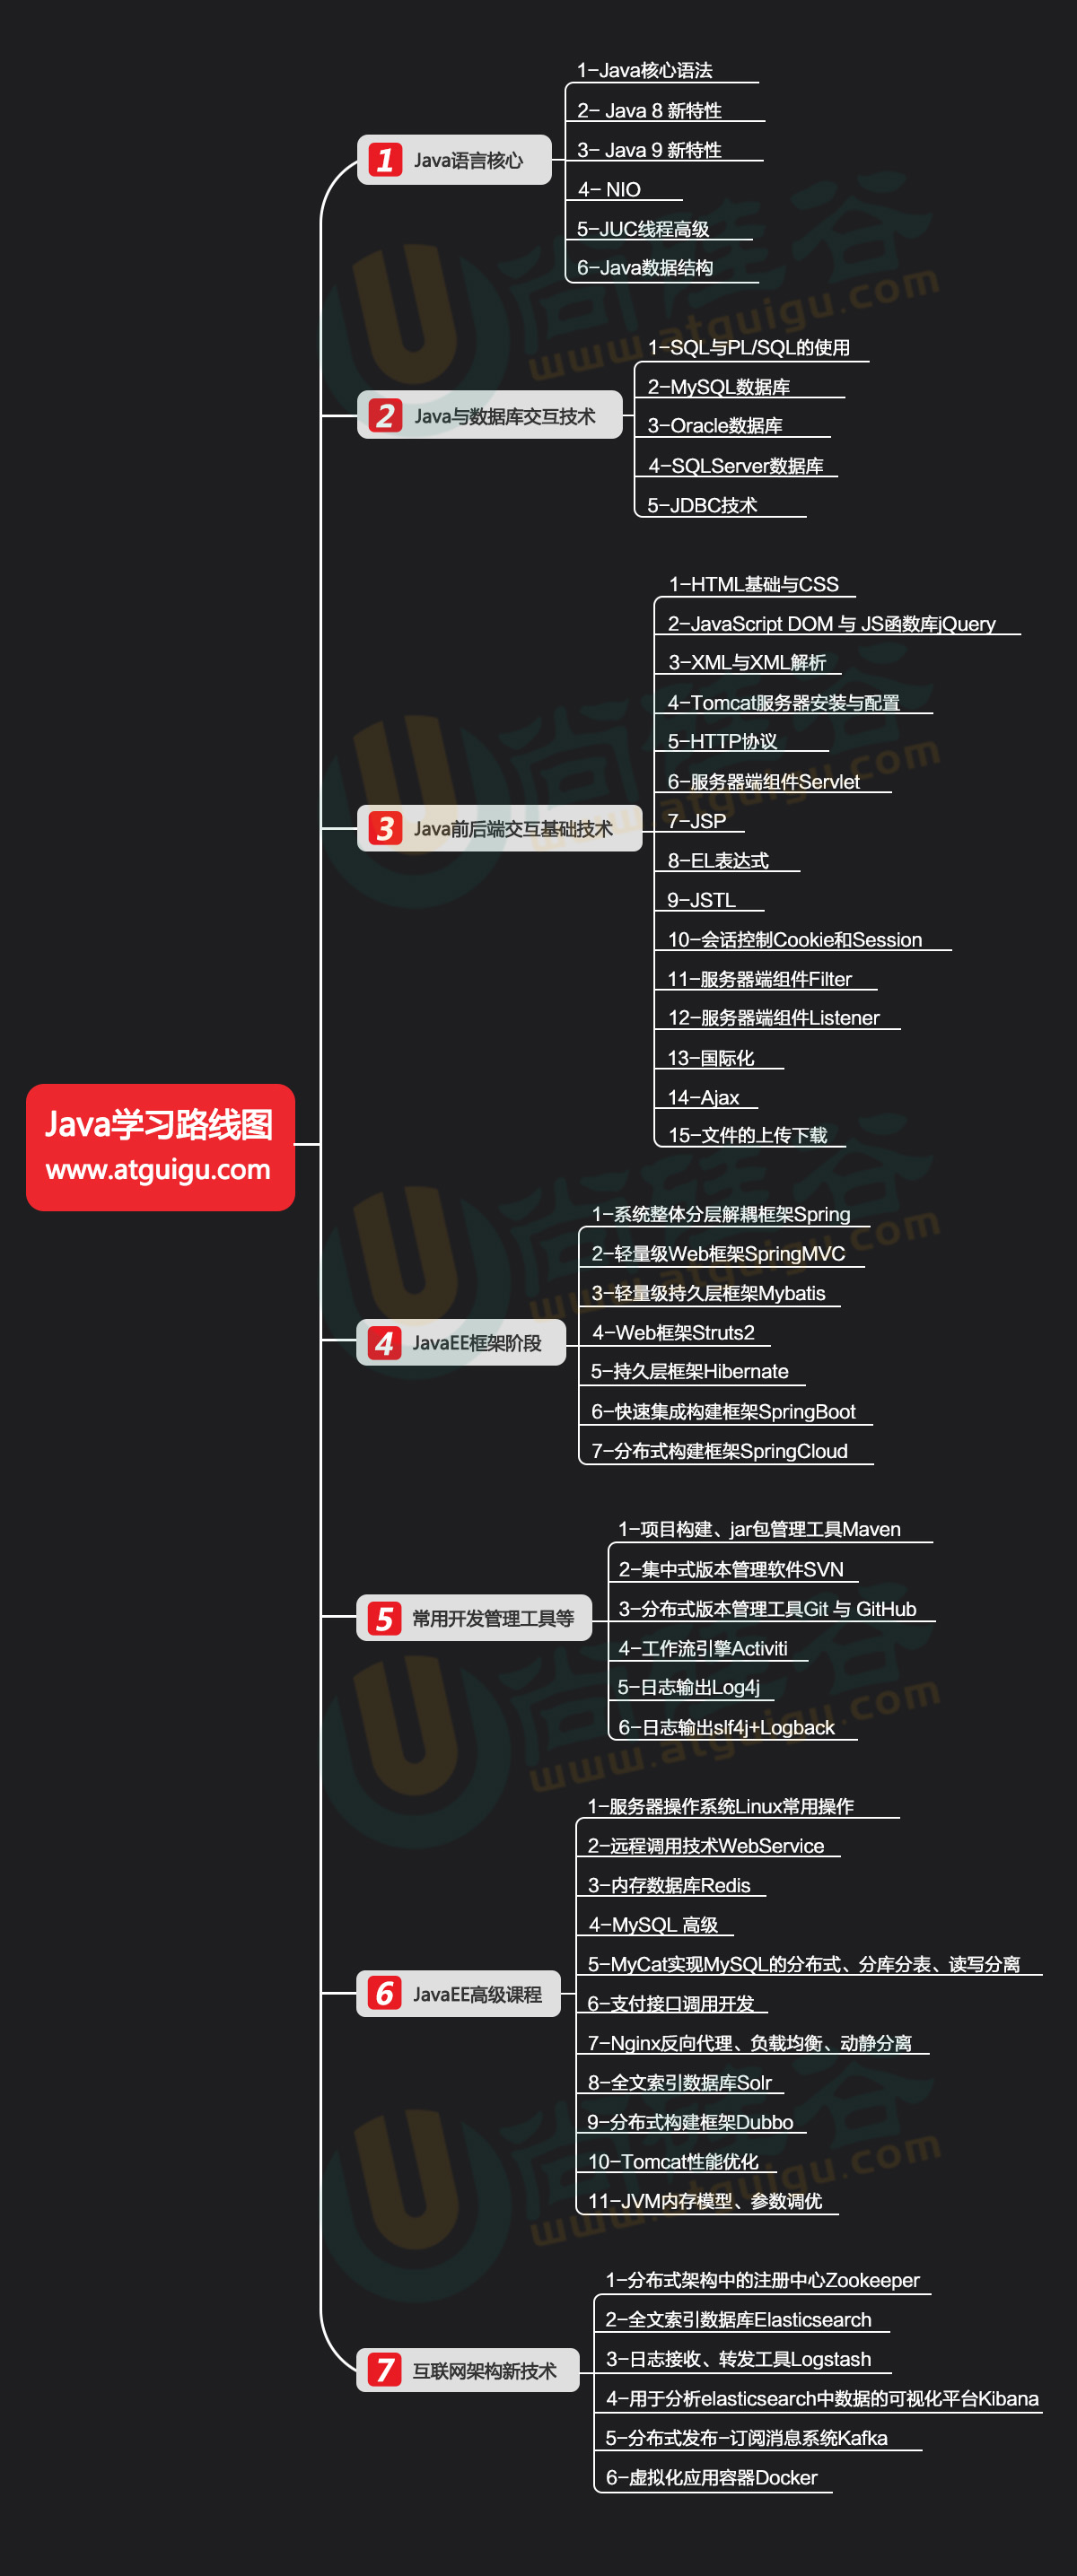 Java学习路线图
www.atguigu.com
1 Java语言核心
1-Java核心语法
2- Java 8 新特性
3- Java 9 新特性
4- NIO
5-JUC线程高级
6-Java数据结构
2 Java与数据库交互技术
1-SQL与PL/SQL的使用
2-MySQL数据库
3-Oracle数据库
4-SQLServer数据库
5-JDBC技术
3 Java前后端交互基础技术
1-HTML基础与CSS
2-JavaScript DOM 与 JS函数库jQuery
3-XML与XML解析
4-Tomcat服务器安装与配置
5-HTTP协议
6-服务器端组件Servlet
7-JSP
8-EL表达式
9-JSTL
10-会话控制Cookie和Session
11-服务器端组件Filter
12-服务器端组件Listener
13-国际化
14-Ajax
15-文件的上传下载
4 JavaEE框架阶段
1-系统整体分层解耦框架Spring
2-轻量级Web框架SpringMVC
3-轻量级持久层框架Mybatis
4-Web框架Struts2
5-持久层框架Hibernate
6-快速集成构建框架SpringBoot
7-分布式构建框架SpringCloud
5 常用开发管理工具等
1-项目构建、jar包管理工具Maven
2-集中式版本管理软件SVN
3-分布式版本管理工具Git 与 GitHub
4-工作流引擎Activiti
5-日志输出Log4j
6-日志输出slf4j+Logback
6 JavaEE高级课程
1-服务器操作系统Linux常用操作
2-远程调用技术WebService
3-内存数据库Redis
4-MySQL 高级
5-MyCat实现MySQL的分布式、分库分表、读写分离
6-支付接口调用开发
7-Nginx反向代理、负载均衡、动静分离
8-全文索引数据库Solr
9-分布式构建框架Dubbo
10-Tomcat性能优化
11-JVM内存模型、参数调优
7 互联网架构新技术
1-分布式架构中的注册中心Zookeeper
2-全文索引数据库Elasticsearch
3-日志接收、转发工具Logstash
4-用于分析elasticsearch中数据的可视化平台Kibana
5-分布式发布-订阅消息系统Kafka
6-虚拟化应用容器Docker
尚硅谷
www.atguigu.com
尚硅谷
www.atguigu.com
尚硅谷
www.atguigu.com
尚硅谷
www.atguigu.com
尚硅谷
www.atguigu.com